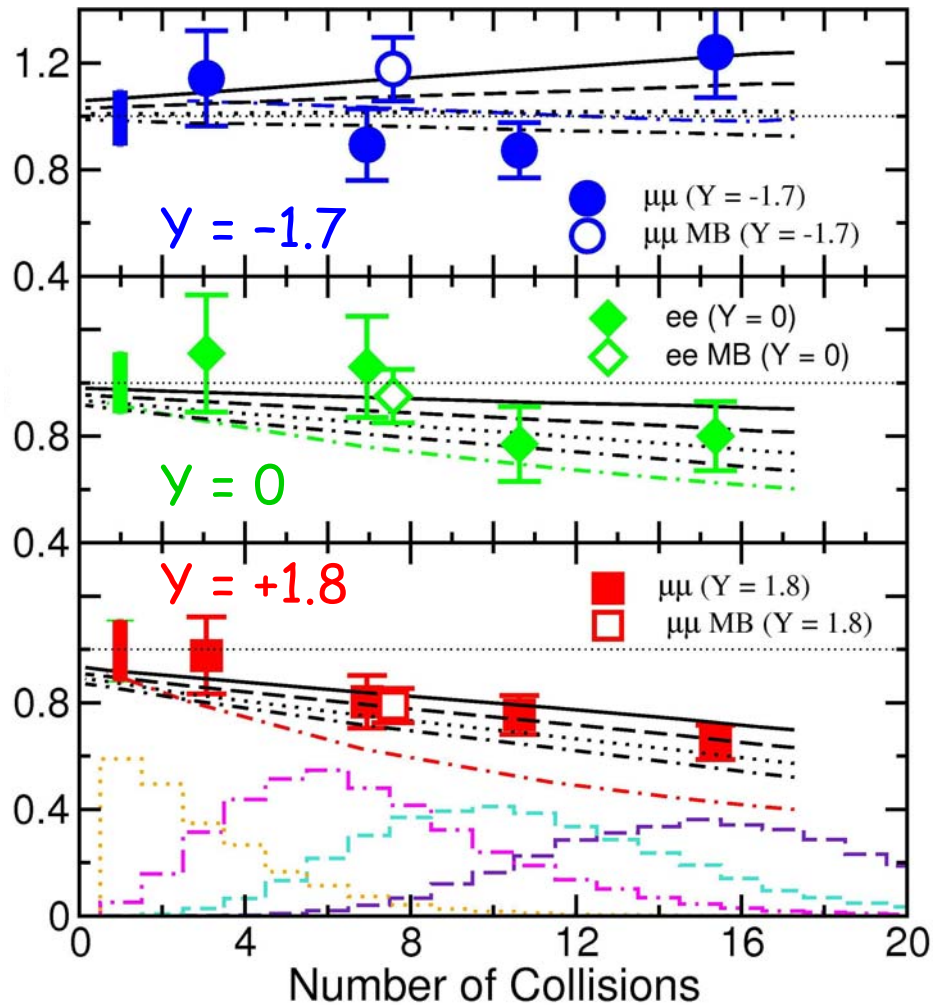 1.2
0.8
Y = -1.7
μμ (Y = -1.7)
μμ MB (Y = -1.7)
0.4
ee (Y = 0)
ee MB (Y = 0)
0.8
Y = 0
0.4
Y = +1.8
μμ (Y = 1.8)
μμ MB (Y = 1.8)
0.8
0.4
0
0 4 8 12 16 20
Number of Collisions